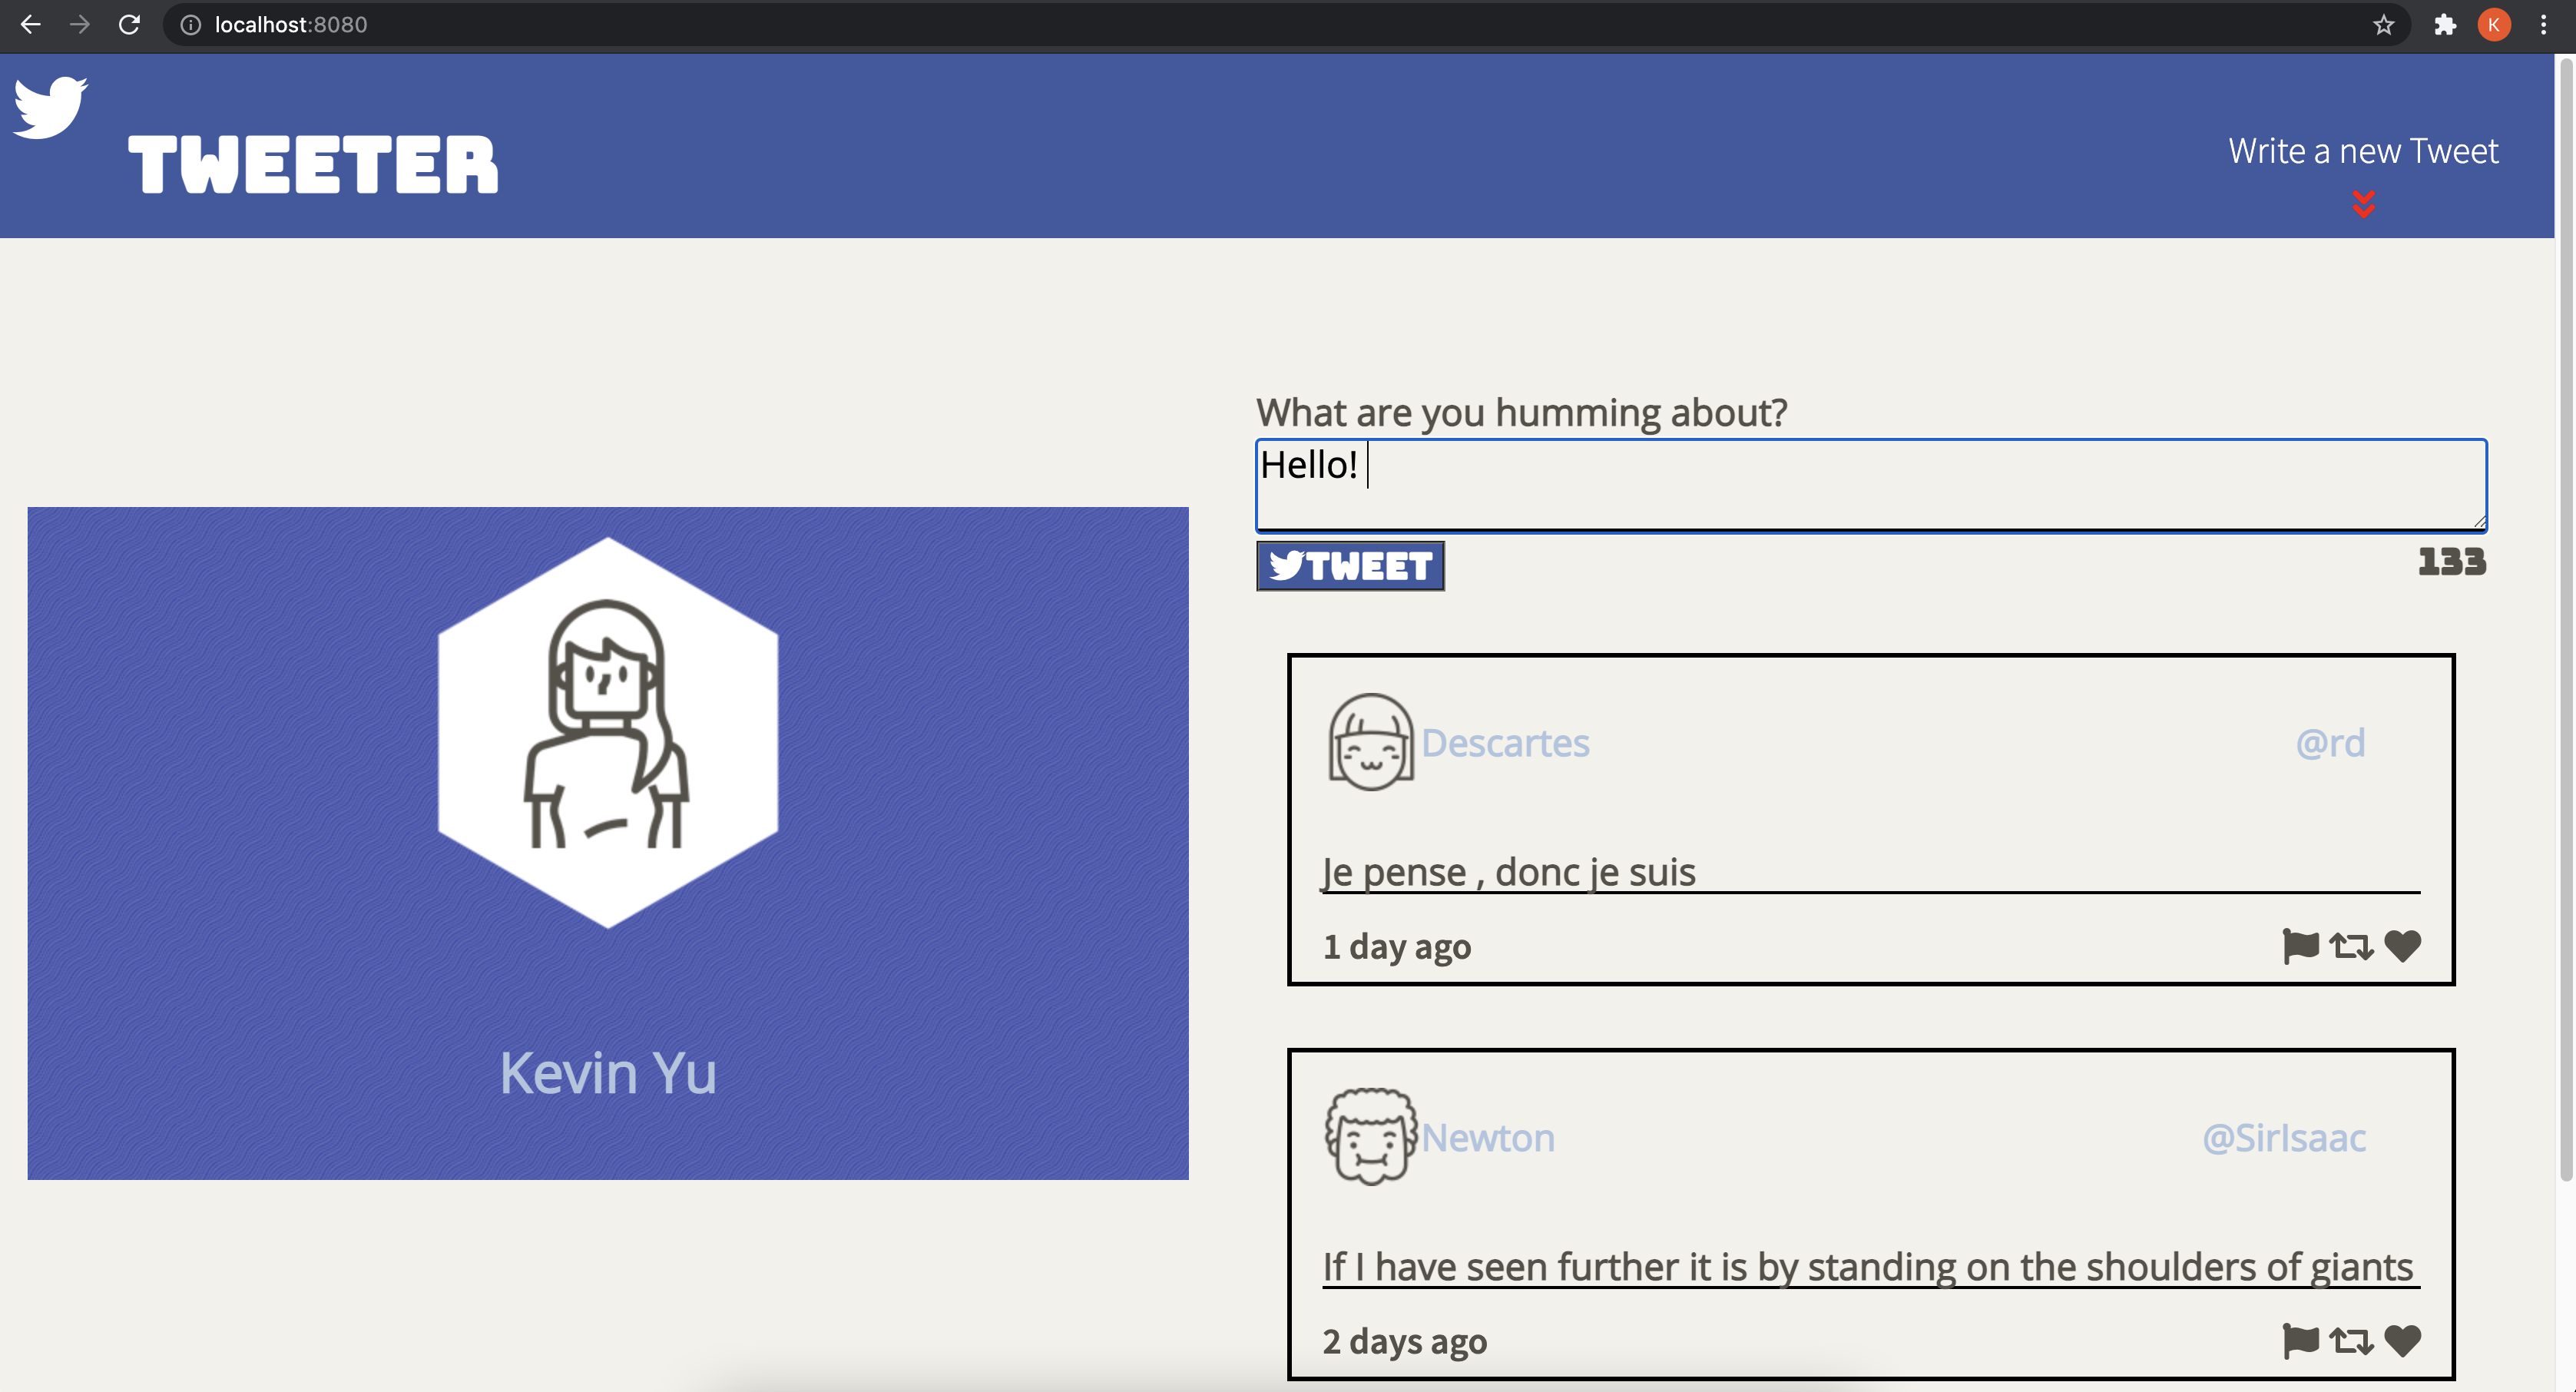 localhost:8080
K
TWEETER
Write a new Tweet
What are you humming about?
Hello!
TWEET
133
Kevin Yu
Descartes
@rd
Je pense , donc je suis
1 day ago
Newton
@SirIsaac
If I have seen further it is by standing on the shoulders of giants
2 days ago